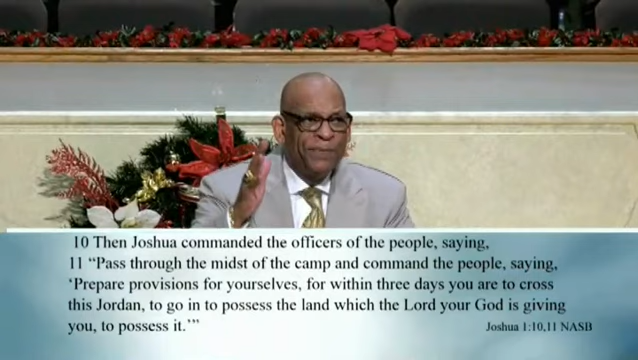 10 Then Joshua commanded the officers of the people, saying,
11 “Pass through the midst of the camp and command the people, saying,
‘Prepare provisions for yourselves, for within three days you are to cross
this Jordan, to go in to possess the land which the Lord your God is giving
you, to possess it.’”
Joshua 1:10,11 NASB